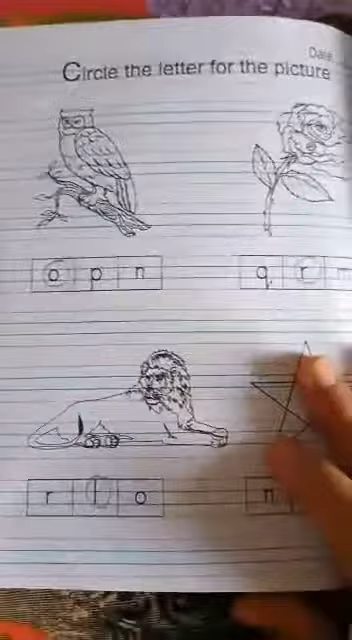 Date
Circle the letter for the picture
o p n
q r m
r l o
n